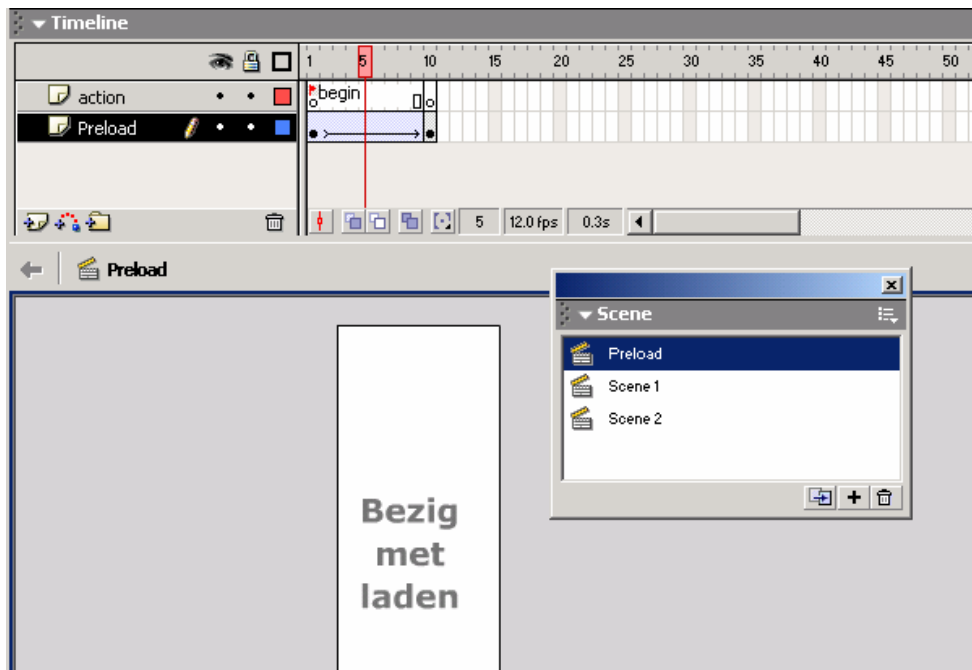 Timeline
1 5 10 15 20 25 30 35 40 45 50
action begin
Preload
5 12.0 fps 0.3s
Preload
Scene
Preload
Scene 1
Scene 2
Bezig
met
laden